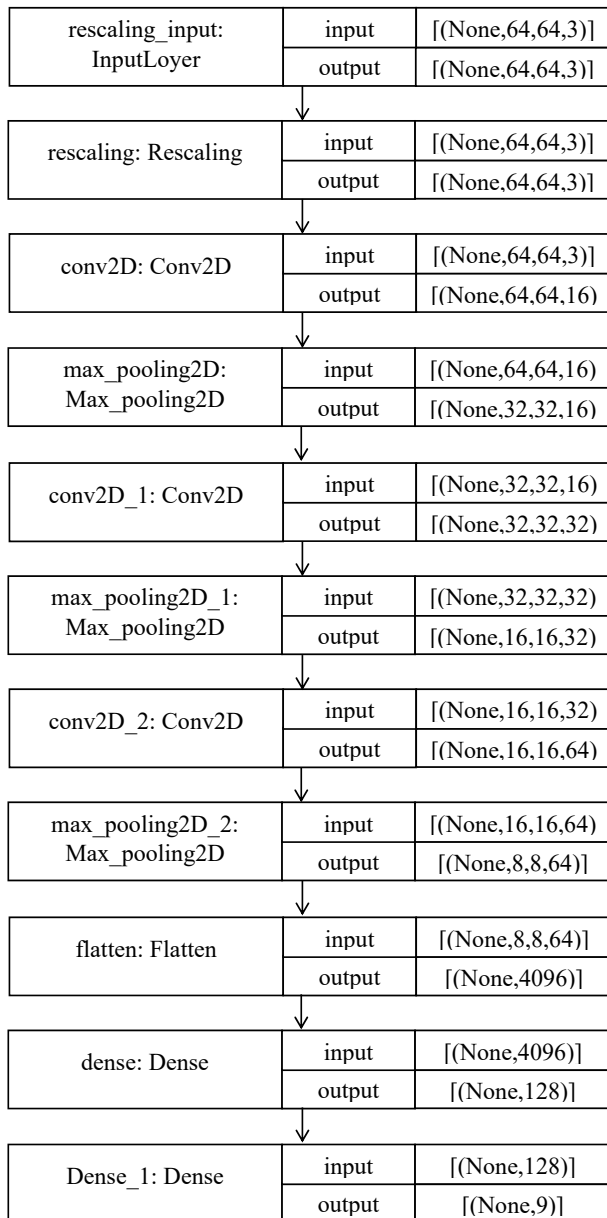 rescaling_input:
InputLoyer
input
[(None,64,64,3)]
output
[(None,64,64,3)]
rescaling: Rescaling
input
[(None,64,64,3)]
output
[(None,64,64,3)]
conv2D: Conv2D
input
[(None,64,64,3)]
output
[(None,64,64,16)
max_pooling2D:
Max_pooling2D
input
[(None,64,64,16)
output
[(None,32,32,16)
conv2D_1: Conv2D
input
[(None,32,32,16)
output
[(None,32,32,32)
max_pooling2D_1:
Max_pooling2D
input
[(None,32,32,32)
output
[(None,16,16,32)
conv2D_2: Conv2D
input
[(None,16,16,32)
output
[(None,16,16,64)
max_pooling2D_2:
Max_pooling2D
input
[(None,16,16,64)
output
[(None,8,8,64)]
flatten: Flatten
input
[(None,8,8,64)]
output
[(None,4096)]
dense: Dense
input
[(None,4096)]
output
[(None,128)]
Dense_1: Dense
input
[(None,128)]
output
[(None,9)]